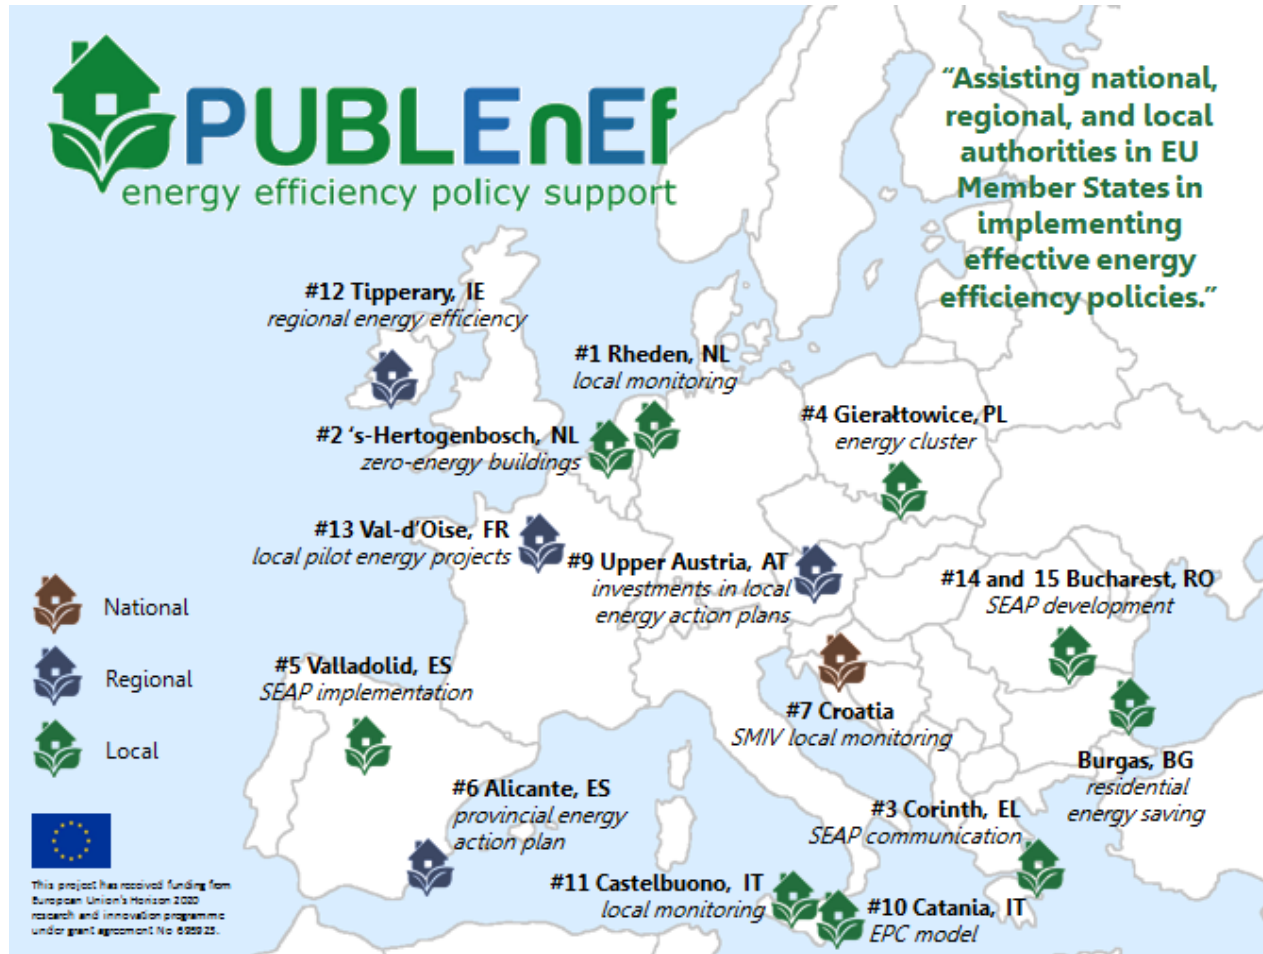 PUBLEnEf
energy efficiency policy support
“Assisting national,
regional, and local
authorities in EU
Member States in
implementing
effective energy
efficiency policies.”
#12 Tipperary, IE
regional energy efficiency
#1 Rheden, NL
local monitoring
#2 ‘s-Hertogenbosch, NL
zero-energy buildings
#4 Gierałtowice, PL
energy cluster
#13 Val-d’Oise, FR
local pilot energy projects
#9 Upper Austria, AT
investments in local
energy action plans
#14 and 15 Bucharest, RO
SEAP development
National
Regional
Local
#5 Valladolid, ES
SEAP implementation
#7 Croatia
SMIV local monitoring
Burgas, BG
residential
energy saving
#6 Alicante, ES
provincial energy
action plan
#3 Corinth, EL
SEAP communication
#11 Castelbuono, IT
local monitoring
#10 Catania, IT
EPC model
This project has received funding from
European Union's Horizon 2020
research and innovation programme
under grant agreement No 695923.